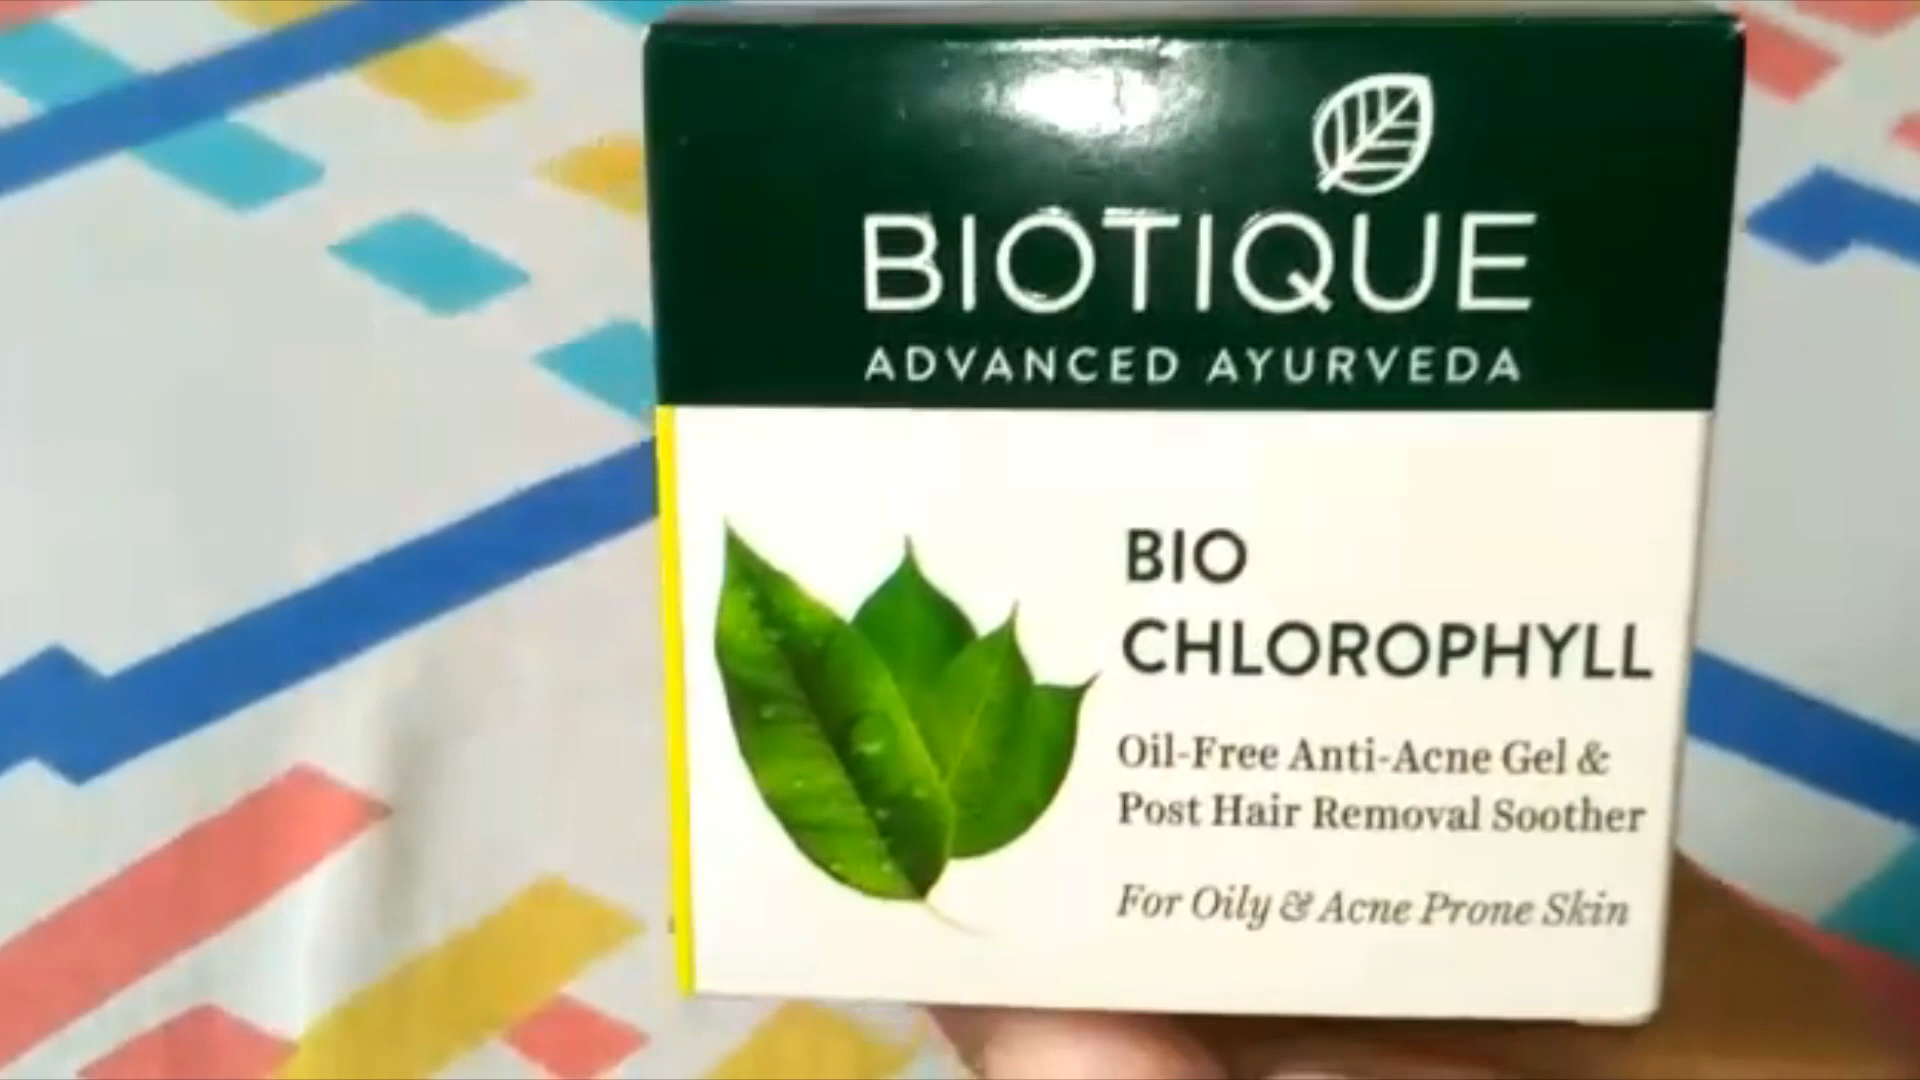 BIOTIQUE
ADVANCED AYURVEDA
BIO
CHLOROPHYLL
Oil-Free Anti-Acne Gel &
Post Hair Removal Soother
For Oily & Acne Prone Skin